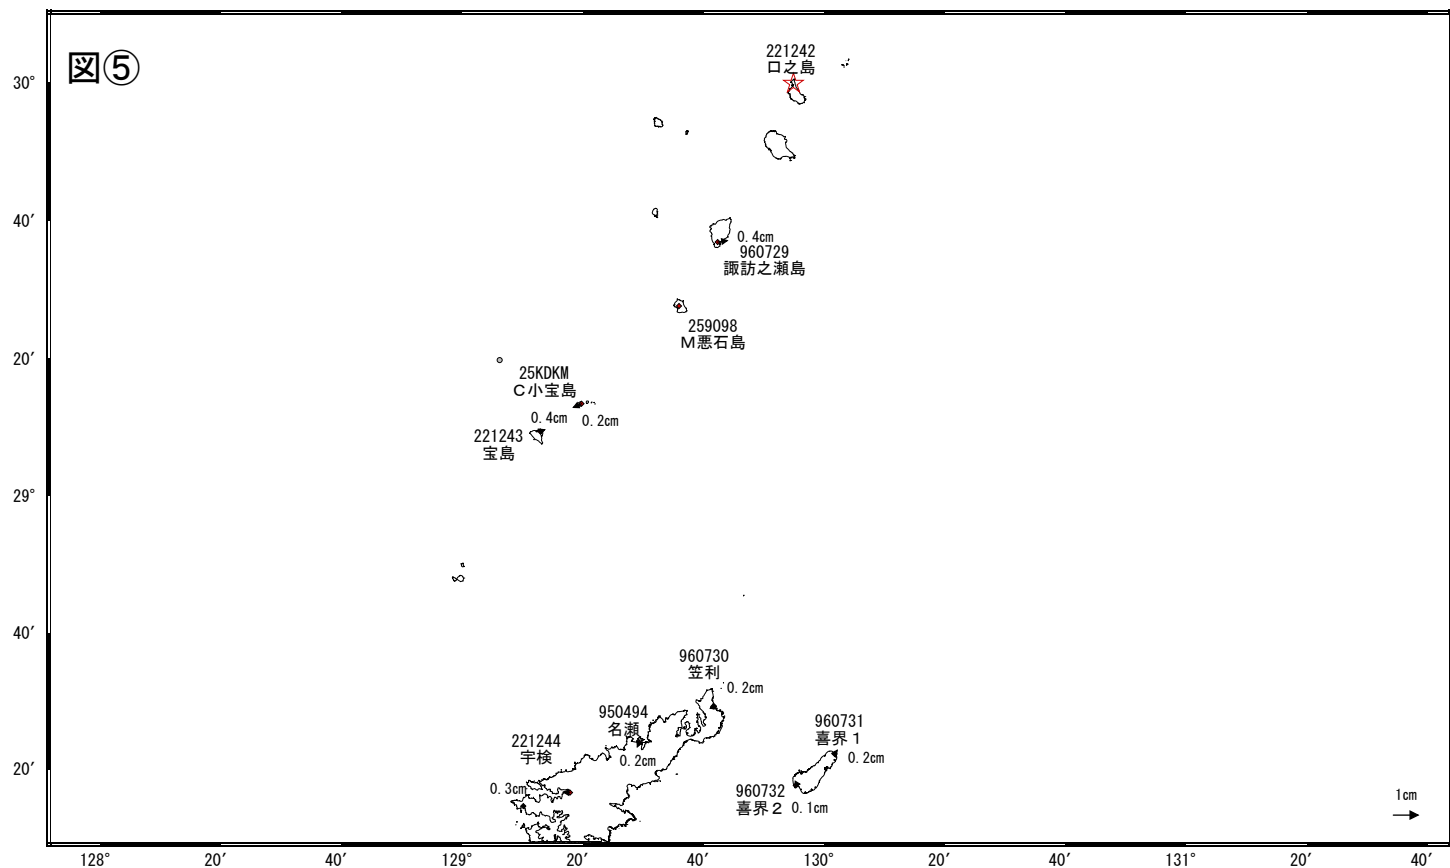 図⑤
221242
口之島
30°
40′
0.4cm
960729
諏訪之瀬島
259098
M悪石島
20′
25KDKM
C小宝島
0.4cm
0.2cm
221243
宝島
29°
40′
960730
笠利
0.2cm
950494
名瀬
0.2cm
960731
喜界1
0.2cm
221244
宇検
20′
0.3cm
960732
喜界2
0.1cm
1cm
128° 20′ 40′ 129° 20′ 40′ 130° 20′ 40′ 131° 20′ 40′